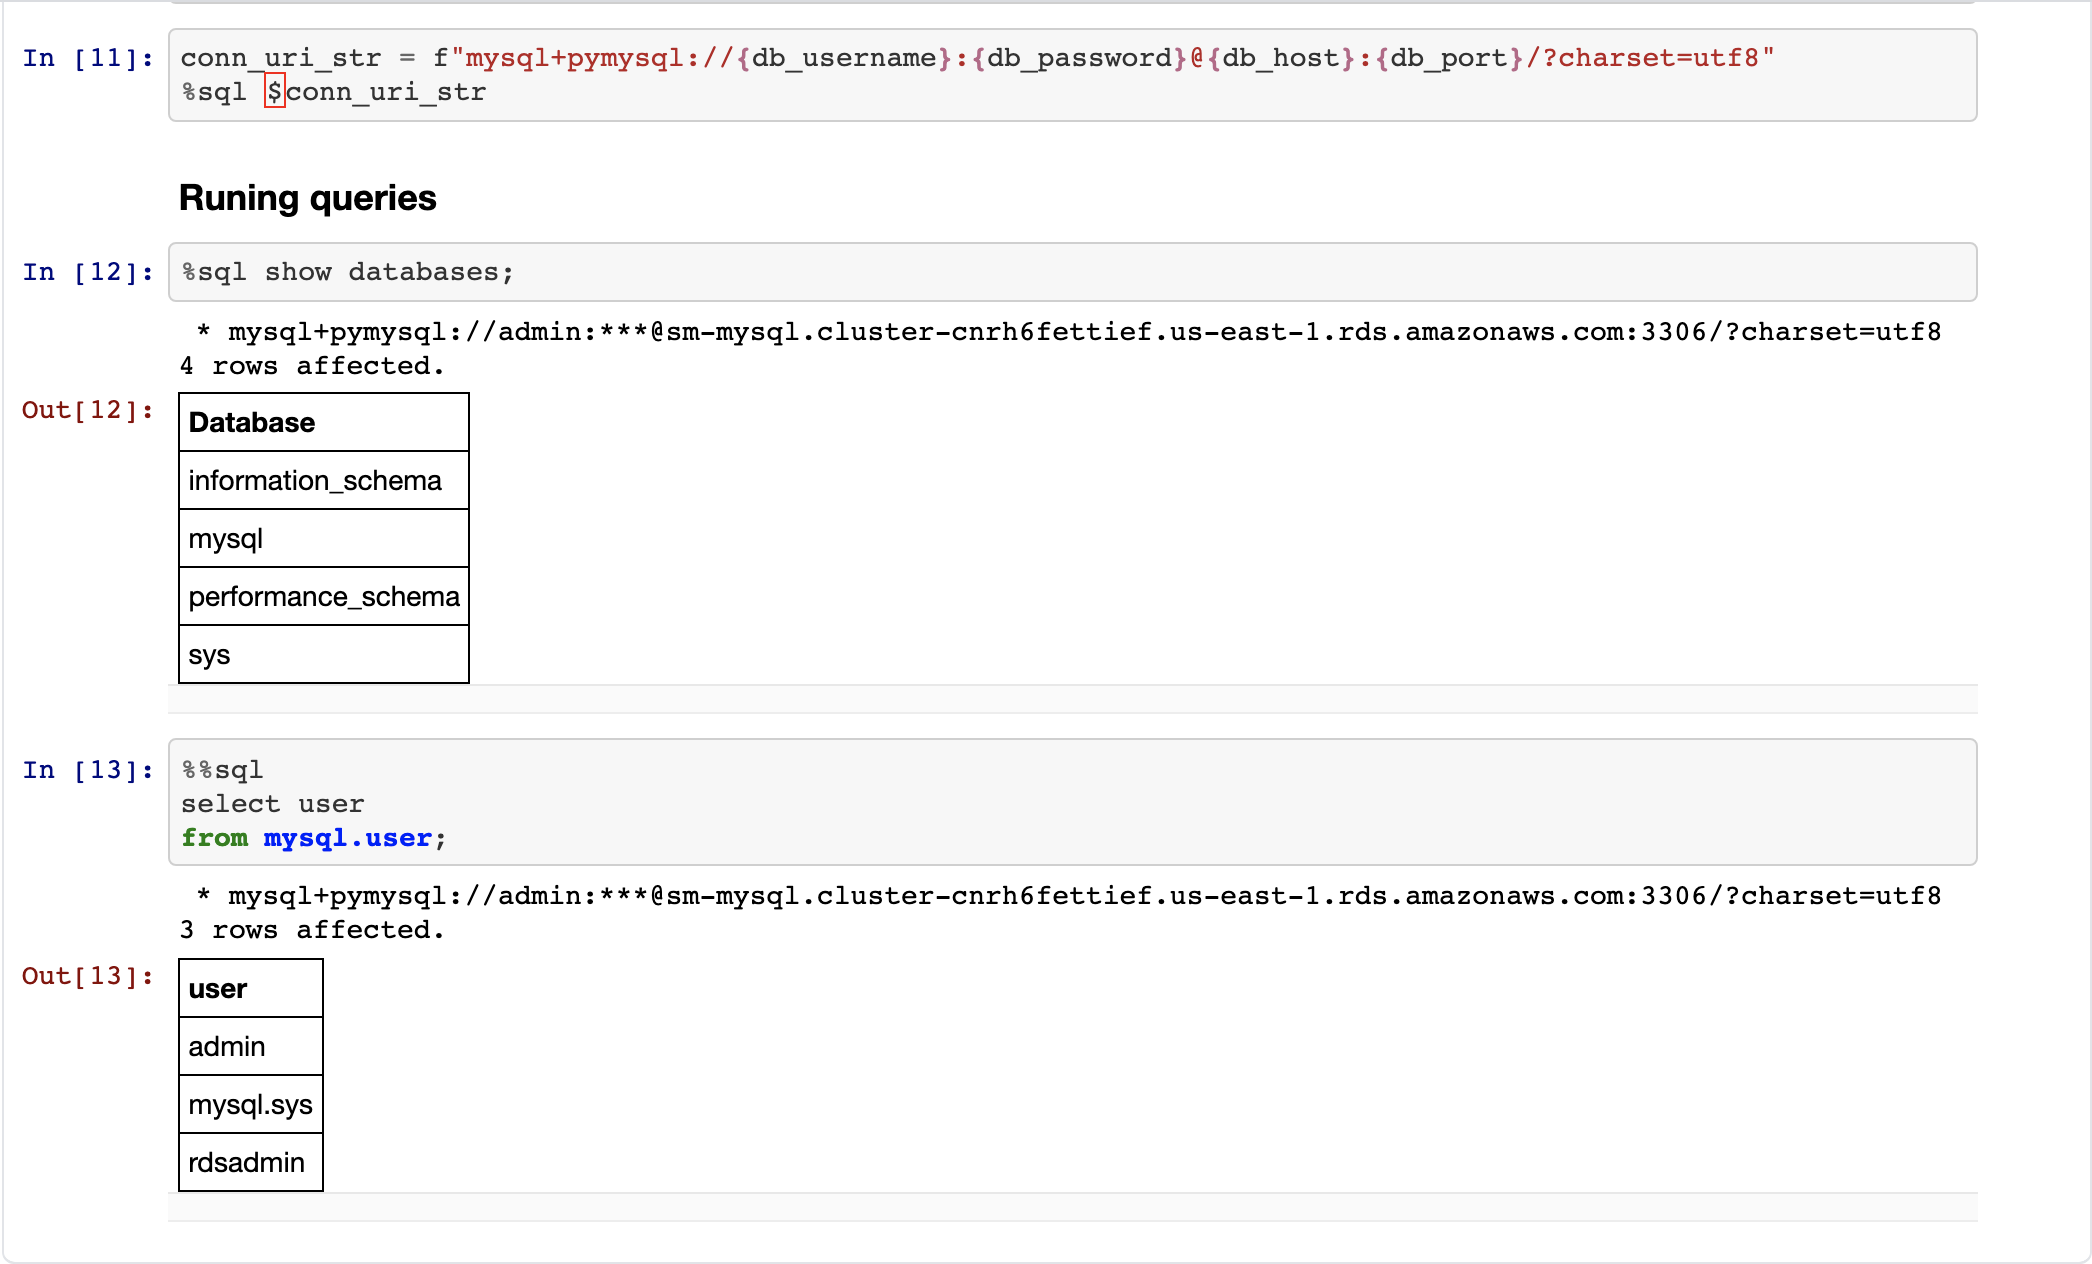 In [11]: conn_uri_str = f"mysql+pymysql://{db_username}:{db_password}@{db_host}:{db_port}/?charset=utf8"
%sql $conn_uri_str
Runing queries
In [12]: %sql show databases;
* mysql+pymysql://admin:***@sm-mysql.cluster-cnrh6fettief.us-east-1.rds.amazonaws.com:3306/?charset=utf8
4 rows affected.
Out[12]: Database
information_schema
mysql
performance_schema
sys
In [13]: %%sql
select user
from mysql.user;
* mysql+pymysql://admin:***@sm-mysql.cluster-cnrh6fettief.us-east-1.rds.amazonaws.com:3306/?charset=utf8
3 rows affected.
Out[13]: user
admin
mysql.sys
rdsadmin